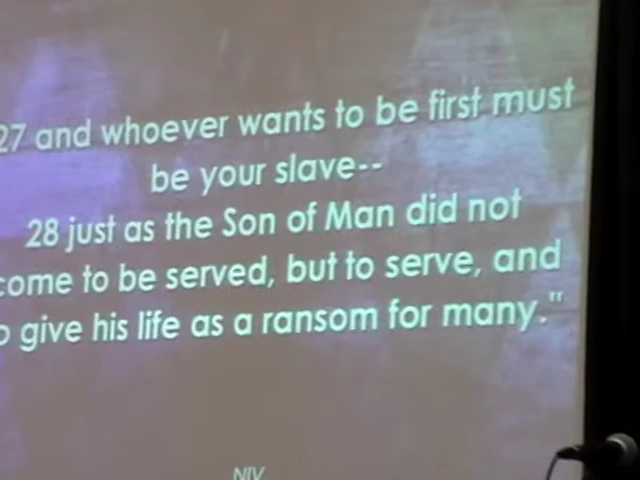 27 and whoever wants to be first must
be your slave--
28 just as the Son of Man did not
come to be served, but to serve, and
give his life as a ransom for many."
NIV